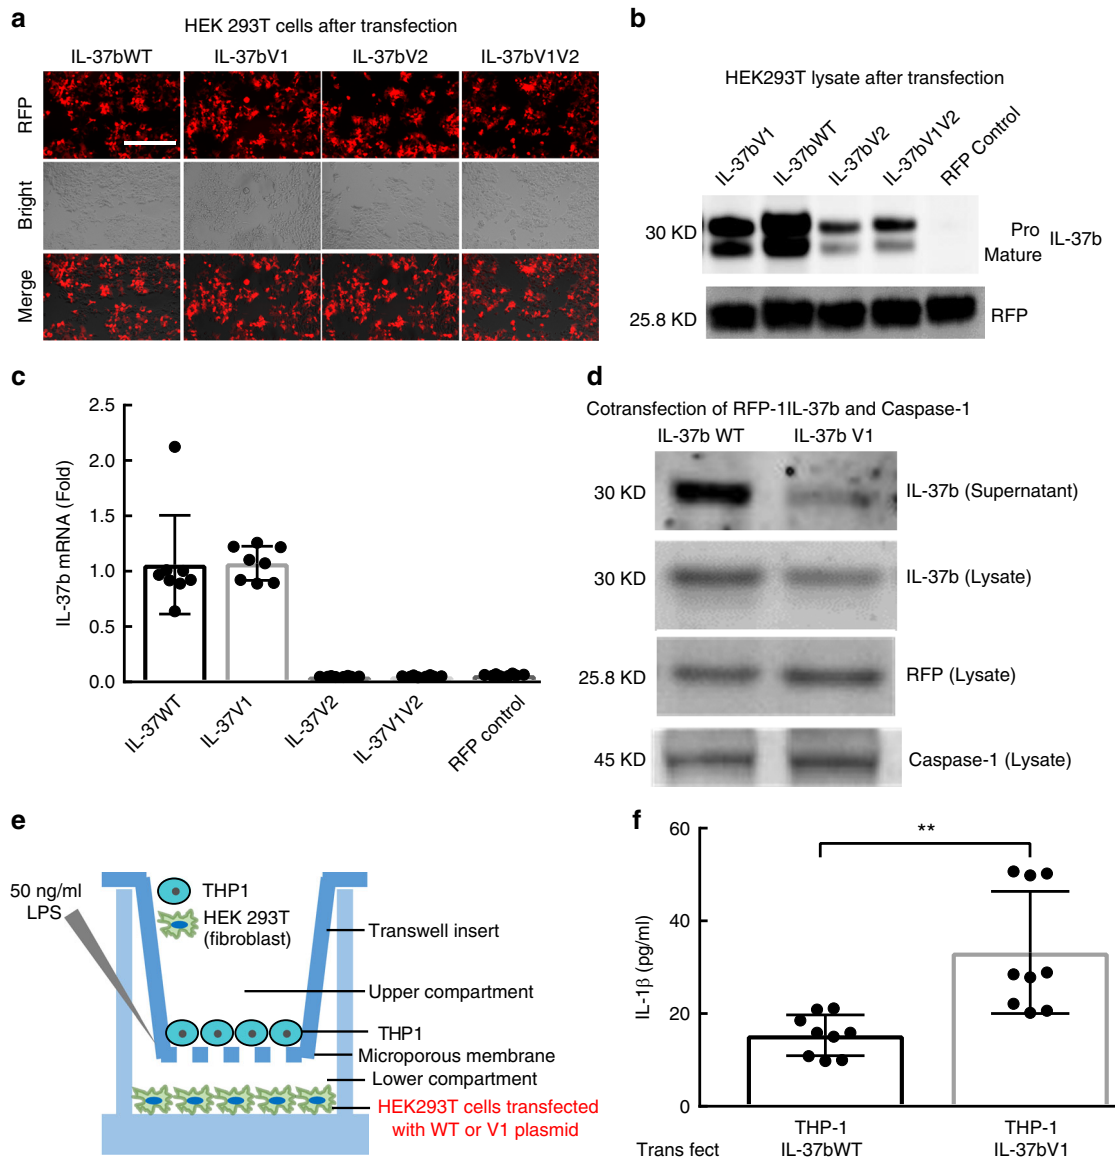 a
HEK 293T cells after transfection
IL-37bWT IL-37bV1 IL-37bV2 IL-37bV1V2
RFP
Bright
Merge
b
HEK293T lysate after transfection
IL-37bV1 IL-37bWT IL-37bV2 IL-37bV1V2 RFP Control
30 KD Pro IL-37b
Mature
25.8 KD RFP
c
IL-37b mRNA (Fold)
2.5
2.0
1.5
1.0
0.5
0.0
IL-37WT IL-37V1 IL-37V2 IL-37V1V2 RFP control
d
Cotransfection of RFP-1IL-37b and Caspase-1
IL-37b WT IL-37b V1
30 KD IL-37b (Supernatant)
30 KD IL-37b (Lysate)
25.8 KD RFP (Lysate)
45 KD Caspase-1 (Lysate)
e
50 ng/ml
LPS
THP1
HEK 293T
(fibroblast)
Transwell insert
Upper compartment
THP1
Microporous membrane
Lower compartment
HEK293T cells transfected
with WT or V1 plasmid
f
IL-1β (pg/ml)
60
40
20
0
**
THP-1 THP-1
Trans fect IL-37bWT IL-37bV1